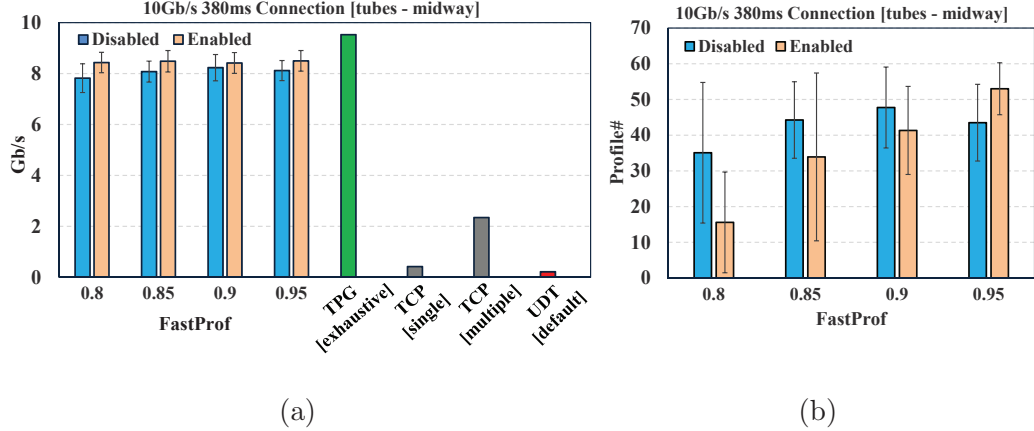 10Gb/s 380ms Connection [tubes - midway]
Disabled Enabled
10
8
6
4
2
0
Gb/s
0.8 0.85 0.9 0.95
FastProf
TPG
[exhaustive]
TCP
[single]
TCP
[multiple]
UDT
[default]
(a)
10Gb/s 380ms Connection [tubes - midway]
Disabled Enabled
70
60
50
40
30
20
10
0
Profile#
0.8 0.85 0.9 0.95
FastProf
(b)